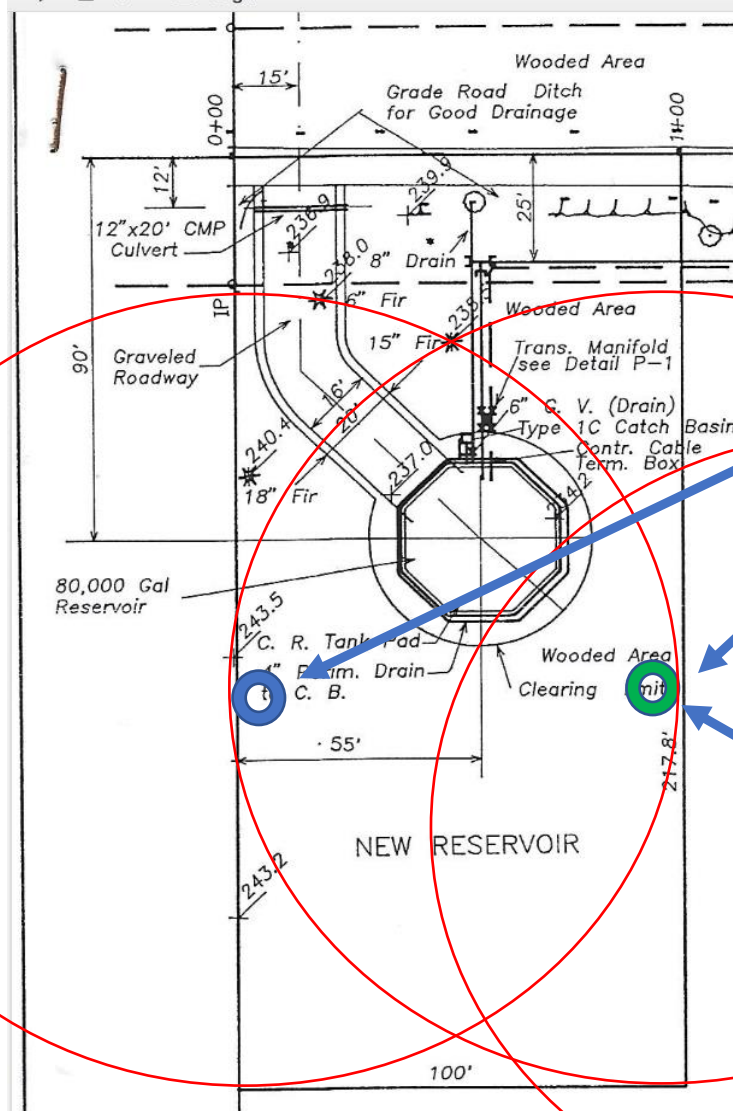 Wooded Area
15'
Grade Road Ditch
for Good Drainage
0+00
1+00
12'
239.9
25'
12"x20' CMP
Culvert
238.9
238.0
8" Drain
6" Fir
IP
Wooded Area
15" Fir
Trans. Manifold
see Detail P-1
90'
Graveled
Roadway
16'
20'
6" G. V. (Drain)
Type 1C Catch Basin
Contr. Cable
Term. Box
240.4
237.0
18" Fir
80,000 Gal
Reservoir
243.5
C. R. Tank Pad
Drain
C. B.
Wooded Area
Clearing
55'
217.8'
NEW RESERVOIR
243.2
100'